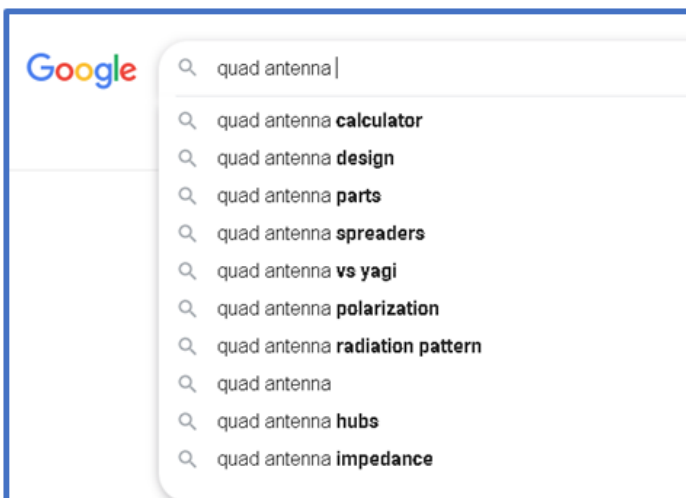 Google
quad antenna
quad antenna calculator
quad antenna design
quad antenna parts
quad antenna spreaders
quad antenna vs yagi
quad antenna polarization
quad antenna radiation pattern
quad antenna
quad antenna hubs
quad antenna impedance